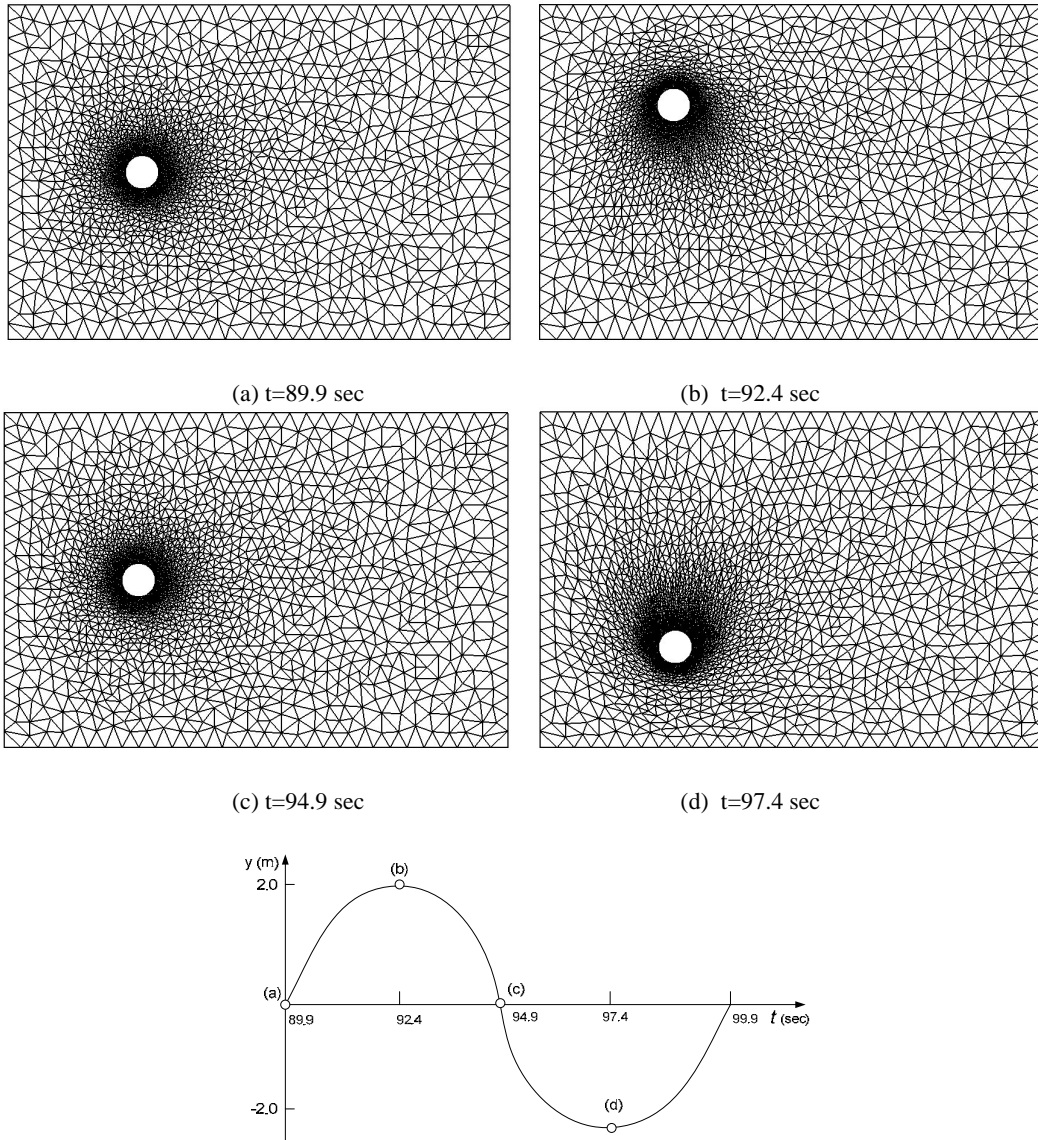 (a) t=89.9 sec
(b) t=92.4 sec
(c) t=94.9 sec
(d) t=97.4 sec
y (m)
(b)
2.0
(a)
(c)
89.9
92.4
94.9
97.4
99.9
t (sec)
(d)
-2.0